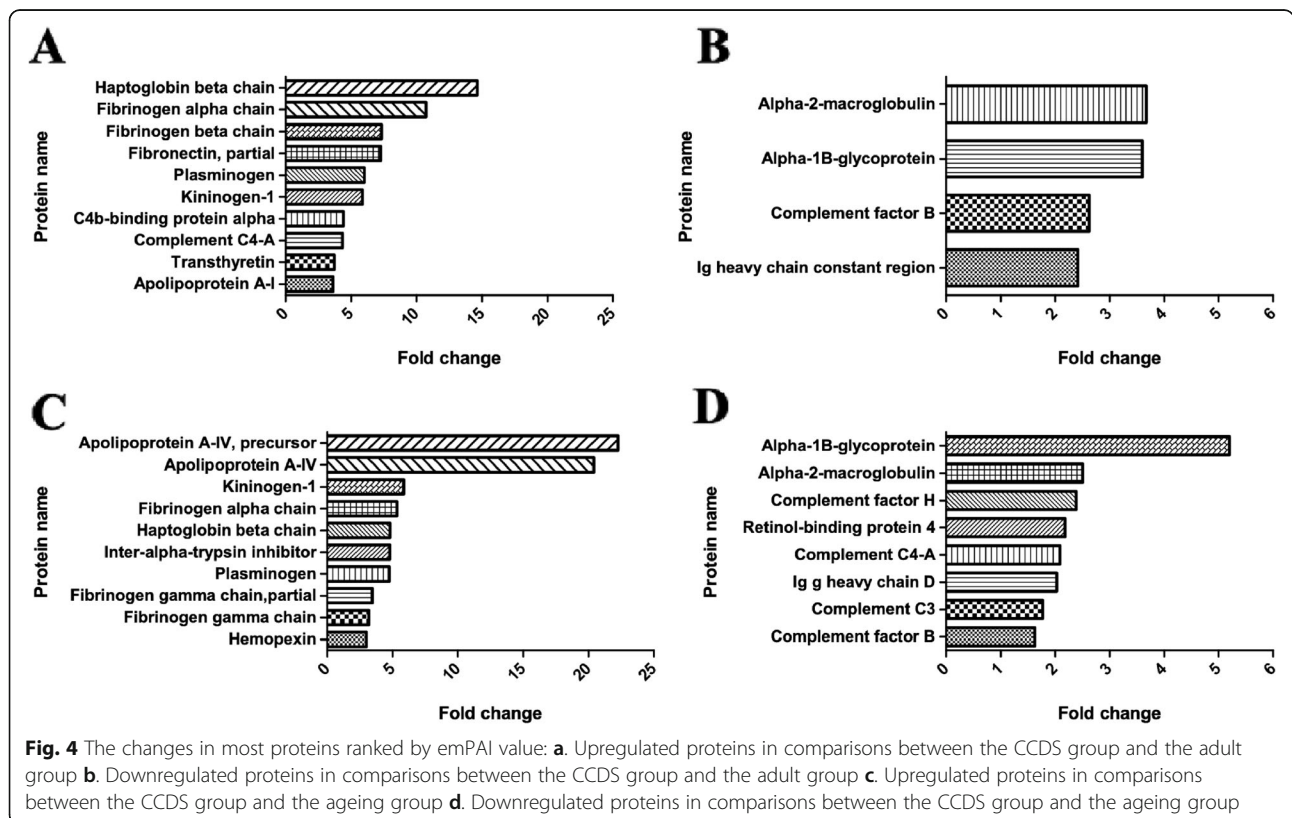 A
Protein name
Haptoglobin beta chain
Fibrinogen alpha chain
Fibrinogen beta chain
Fibronectin, partial
Plasminogen
Kininogen-1
C4b-binding protein alpha
Complement C4-A
Transthyretin
Apolipoprotein A-I
0 5 10 15 20 25
Fold change
B
Protein name
Alpha-2-macroglobulin
Alpha-1B-glycoprotein
Complement factor B
Ig heavy chain constant region
0 1 2 3 4 5 6
Fold change
C
Protein name
Apolipoprotein A-IV, precursor
Apolipoprotein A-IV
Kininogen-1
Fibrinogen alpha chain
Haptoglobin beta chain
Inter-alpha-trypsin inhibitor
Plasminogen
Fibrinogen gamma chain,partial
Fibrinogen gamma chain
Hemopexin
0 5 10 15 20 25
Fold change
D
Protein name
Alpha-1B-glycoprotein
Alpha-2-macroglobulin
Complement factor H
Retinol-binding protein 4
Complement C4-A
Ig g heavy chain D
Complement C3
Complement factor B
0 1 2 3 4 5 6
Fold change
Fig. 4 The changes in most proteins ranked by emPAI value: a. Upregulated proteins in comparisons between the CCDS group and the adult
group b. Downregulated proteins in comparisons between the CCDS group and the adult group c. Upregulated proteins in comparisons
between the CCDS group and the ageing group d. Downregulated proteins in comparisons between the CCDS group and the ageing group